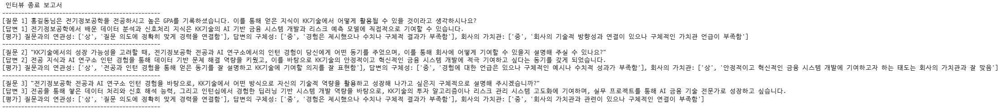 인터뷰 종료 보고서
--------------------------------------------------
[질문 1] 홍길동님은 전기정보공학을 전공하시고 높은 GPA를 기록하셨습니다. 이를 통해 얻은 지식이 KK기술에서 어떻게 활용될 수 있을 것이라고 생각하시나요?
[답변 1] 전기정보공학에서 배운 데이터 분석과 신호처리 지식은 KK기술의 AI 기반 금융 시스템 개발과 리스크 예측 모델에 직접적으로 기여할 수 있습니다.
[평가] 질문과의 연관성: ['상', '질문 의도에 정확히 맞게 경력을 연결함'], 답변의 구체성: ['중', '경험은 제시했으나 수치나 구체적 결과가 부족함'], 회사의 가치관: ['중', '회사의 기술적 방향성과 연결이 있으나 구체적인 가치관 언급이 부족함']
--------------------------------------------------
[질문 2] "KK기술에서의 성장 가능성을 고려할 때, 전기정보공학 전공과 AI 연구소에서의 인턴 경험이 당신에게 어떤 동기를 주었으며, 이를 통해 회사에 어떻게 기여할 수 있을지 설명해 주실 수 있나요?"
[답변 2] 전공 지식과 AI 연구소 인턴 경험을 통해 데이터 기반 문제 해결 역량을 키웠고, 이를 바탕으로 KK기술의 안정적이고 혁신적인 금융 시스템 개발에 적극 기여하고 싶다는 동기를 갖게 되었습니다.
[평가] 질문과의 연관성: ['상', '전공과 인턴 경험을 통해 얻은 동기를 잘 설명하고 KK기술에 기여할 의지를 잘 표현함'], 답변의 구체성: ['중', '경험에 대한 언급은 있으나 구체적인 예시나 수치적 성과가 부족함'], 회사의 가치관: ['상', '안정적이고 혁신적인 금융 시스템 개발에 기여하고자 하는 태도는 회사의 가치관과 잘 맞음']
--------------------------------------------------
[질문 3] "전기정보공학 전공과 AI 연구소 인턴 경험을 바탕으로, KK기술에서 어떤 방식으로 자신의 기술적 역량을 활용하고 성장해 나가고 싶은지 구체적으로 설명해 주시겠습니까?"
[답변 3] 전공을 통해 쌓은 데이터 처리와 신호 해석 능력, 그리고 인턴십에서 경험한 딥러닝 기반 시스템 개발 역량을 바탕으로, KK기술의 투자 알고리즘이나 리스크 관리 시스템 고도화에 기여하며, 실무 프로젝트를 통해 AI 금융 기술 전문가로 성장하고 싶습니다.
[평가] 질문과의 연관성: ['상', '질문 의도에 정확히 맞게 경력을 연결함'], 답변의 구체성: ['중', '경험은 제시했으나 수치나 구체적 결과가 부족함'], 회사의 가치관: ['중', '회사의 가치관과 관련이 있으나 구체적인 연결이 부족함']
--------------------------------------------------